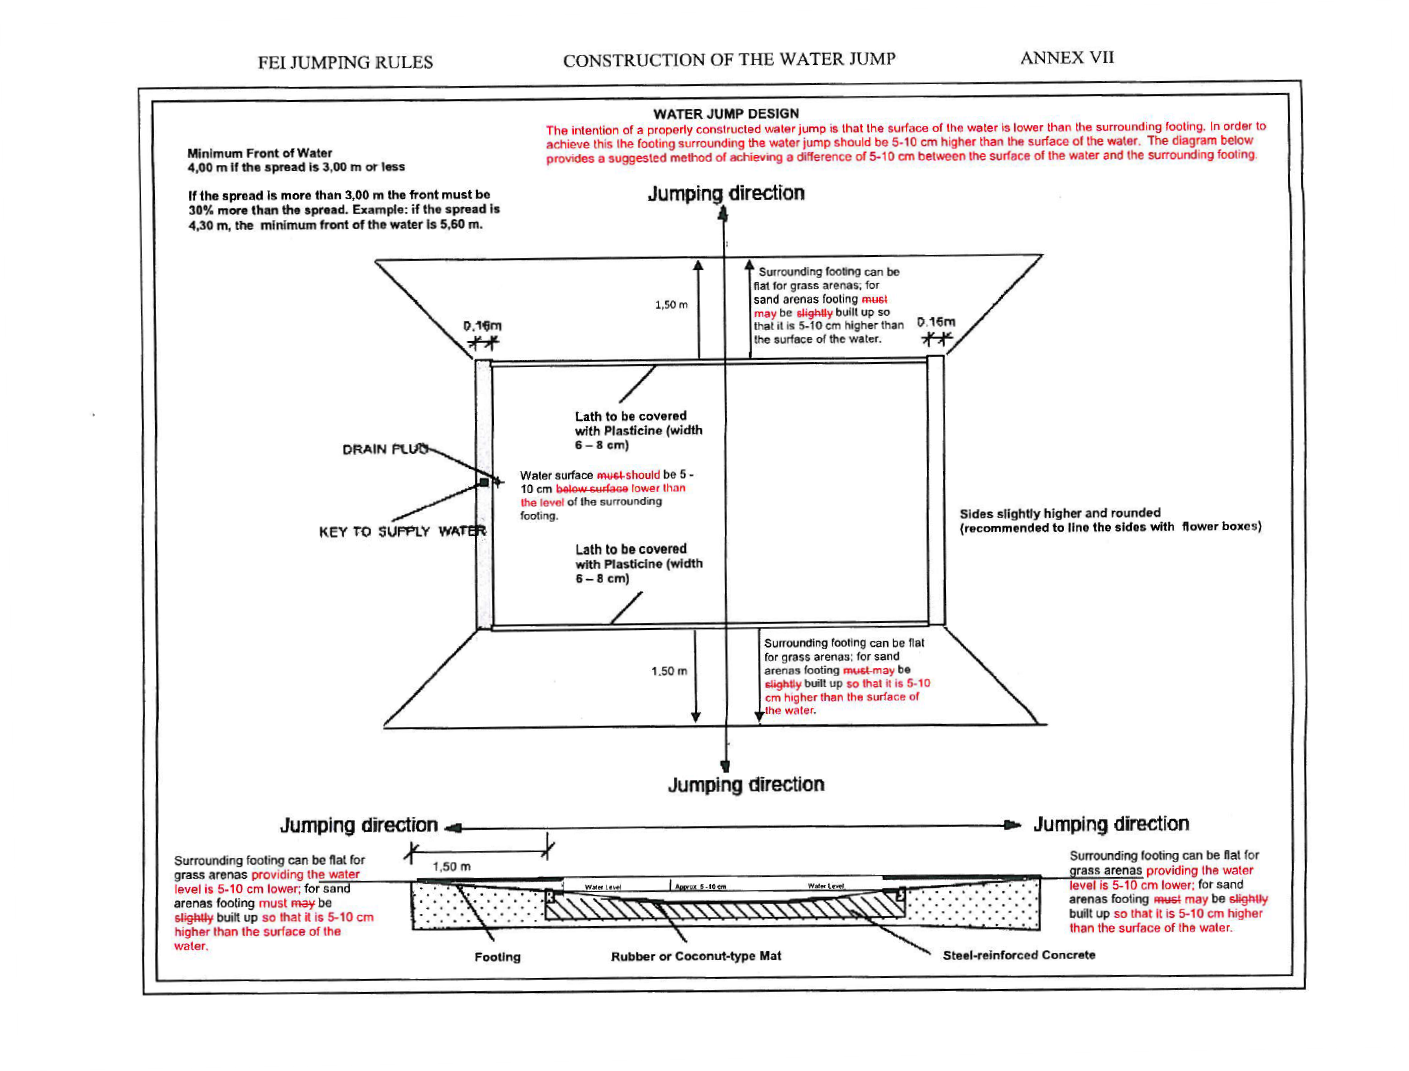 FEI JUMPING RULES
CONSTRUCTION OF THE WATER JUMP
ANNEX VII
WATER JUMP DESIGN
The intention of a properly constructed water jump is that the surface of the water is lower than the surrounding footing. In order to
achieve this the footing surrounding the water jump should be 5-10 cm higher than the surface of the water. The diagram below
provides a suggested method of achieving a difference of 5-10 cm between the surface of the water and the surrounding footing.
Minimum Front of Water
4,00 m if the spread is 3,00 m or less
If the spread is more than 3,00 m the front must be
30% more than the spread. Example: if the spread is
4,30 m, the minimum front of the water is 5,60 m.
Jumping direction
Surrounding footing can be
flat for grass arenas; for
sand arenas footing must
may be slightly built up so
that it is 5-10 cm higher than
the surface of the water.
1,50 m
0.16m
0.16m
Lath to be covered
with Plasticine (width
6 – 8 cm)
DRAIN PLUG
Water surface must should be 5 -
10 cm below surface lower than
the level of the surrounding
footing.
KEY TO SUPPLY WATER
Sides slightly higher and rounded
(recommended to line the sides with flower boxes)
Lath to be covered
with Plasticine (width
6 – 8 cm)
Surrounding footing can be flat
for grass arenas; for sand
arenas footing must may be
slightly built up so that it is 5-10
cm higher than the surface of
the water.
1,50 m
Jumping direction
Jumping direction
Jumping direction
Surrounding footing can be flat for
grass arenas providing the water
level is 5-10 cm lower; for sand
arenas footing must may be
slightly built up so that it is 5-10 cm
higher than the surface of the
water.
1,50 m
Water Level
Approx 5 -10 cm
Water Level
Surrounding footing can be flat for
grass arenas providing the water
level is 5-10 cm lower; for sand
arenas footing must may be slightly
built up so that it is 5-10 cm higher
than the surface of the water.
Footing
Rubber or Coconut-type Mat
Steel-reinforced Concrete